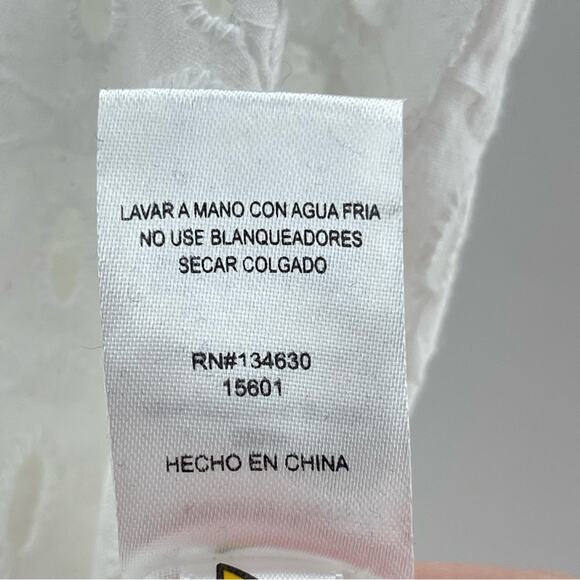 LAVAR A MANO CON AGUA FRIA
NO USE BLANQUEADORES
SECAR COLGADO
RN#134630
15601
HECHO EN CHINA